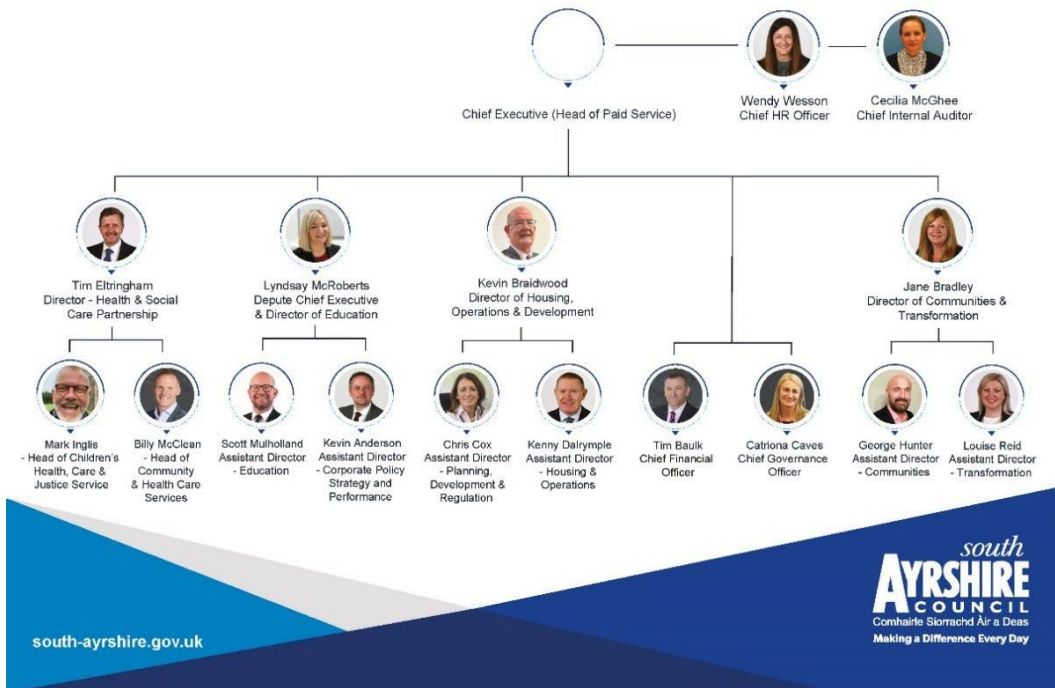 Chief Executive (Head of Paid Service)
Wendy Wesson
Chief HR Officer
Cecilia McGhee
Chief Internal Auditor
Tim Eltringham
Director - Health & Social
Care Partnership
Lyndsay McRoberts
Depute Chief Executive
& Director of Education
Kevin Braidwood
Director of Housing,
Operations & Development
Jane Bradley
Director of Communities &
Transformation
Mark Inglis
- Head of Children's
Health, Care &
Justice Service
Billy McClean
- Head of
Community
& Health Care
Services
Scott Mulholland
Assistant Director
- Education
Kevin Anderson
Assistant Director
- Corporate Policy
Strategy and
Performance
Chris Cox
Assistant Director
- Planning,
Development &
Regulation
Kenny Dalrymple
Assistant Director
- Housing &
Operations
Tim Baulk
Chief Financial
Officer
Catriona Caves
Chief Governance
Officer
George Hunter
Assistant Director
- Communities
Louise Reid
Assistant Director
- Transformation
south-ayrshire.gov.uk
south
AYRSHIRE
COUNCIL
Comhairle Siorrachd Àir a Deas
Making a Difference Every Day